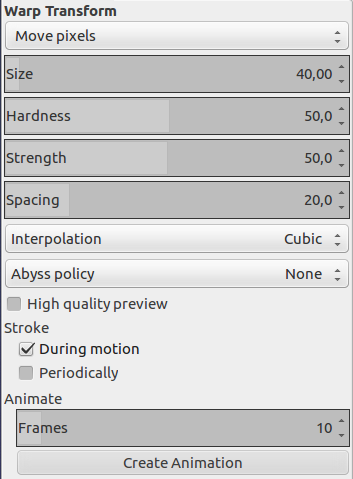 Warp Transform
Move pixels
Size 40,00
Hardness 50,0
Strength 50,0
Spacing 20,0
Interpolation Cubic
Abyss policy None
High quality preview
Stroke
During motion
Periodically
Animate
Frames 10
Create Animation